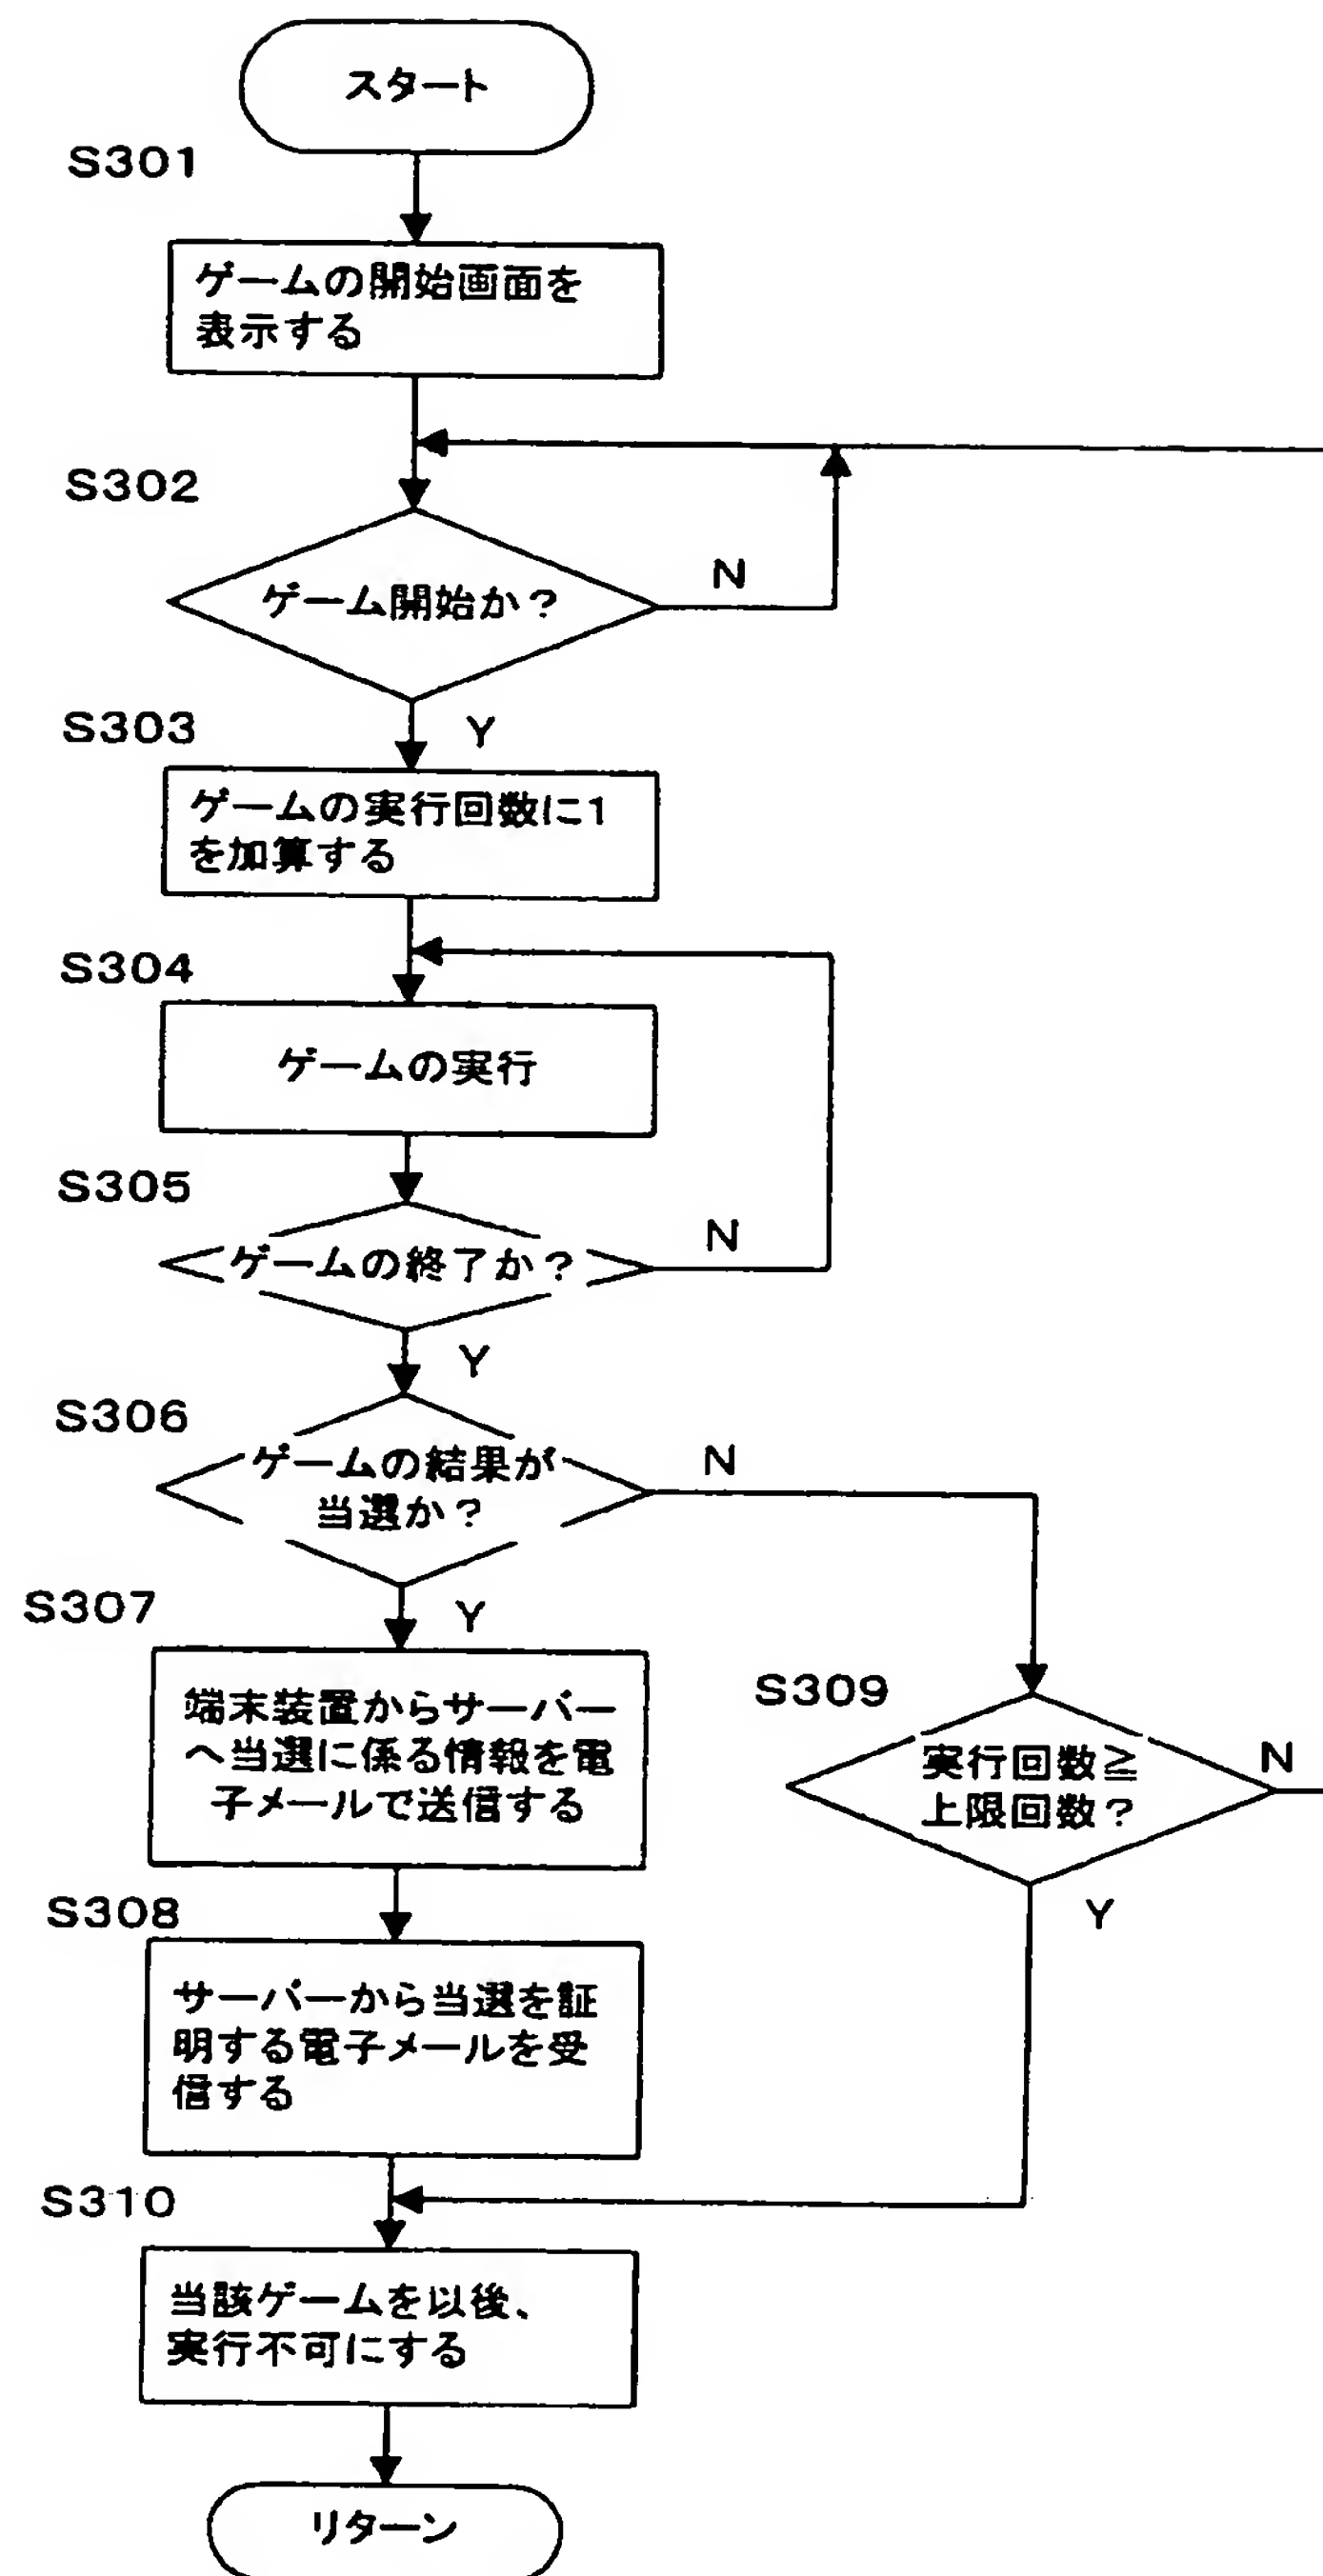 スタート
S301
ゲームの開始画面を
表示する
S302
ゲーム開始か?
N
Y
S303
ゲームの実行回数に1
を加算する
S304
ゲームの実行
S305
ゲームの終了か?
N
Y
S306
ゲームの結果が
当選か?
N
Y
S307
端末装置からサーバー
へ当選に係る情報を電
子メールで送信する
S309
実行回数≧
上限回数?
N
Y
S308
サーバーから当選を証
明する電子メールを受
信する
S310
当該ゲームを以後、
実行不可にする
リターン